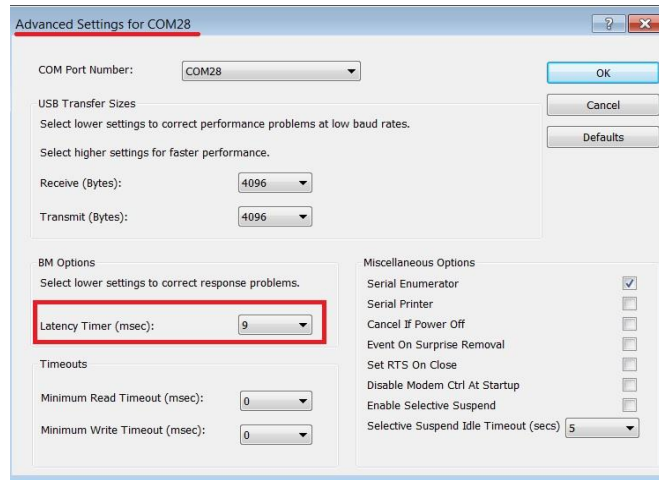 Advanced Settings for COM28
COM Port Number: COM28
OK
USB Transfer Sizes
Cancel
Select lower settings to correct performance problems at low baud rates.
Defaults
Select higher settings for faster performance.
Receive (Bytes): 4096
Transmit (Bytes): 4096
BM Options
Select lower settings to correct response problems.
Latency Timer (msec): 9
Timeouts
Minimum Read Timeout (msec): 0
Minimum Write Timeout (msec): 0
Miscellaneous Options
Serial Enumerator
Serial Printer
Cancel If Power Off
Event On Surprise Removal
Set RTS On Close
Disable Modem Ctrl At Startup
Enable Selective Suspend
Selective Suspend Idle Timeout (secs) 5